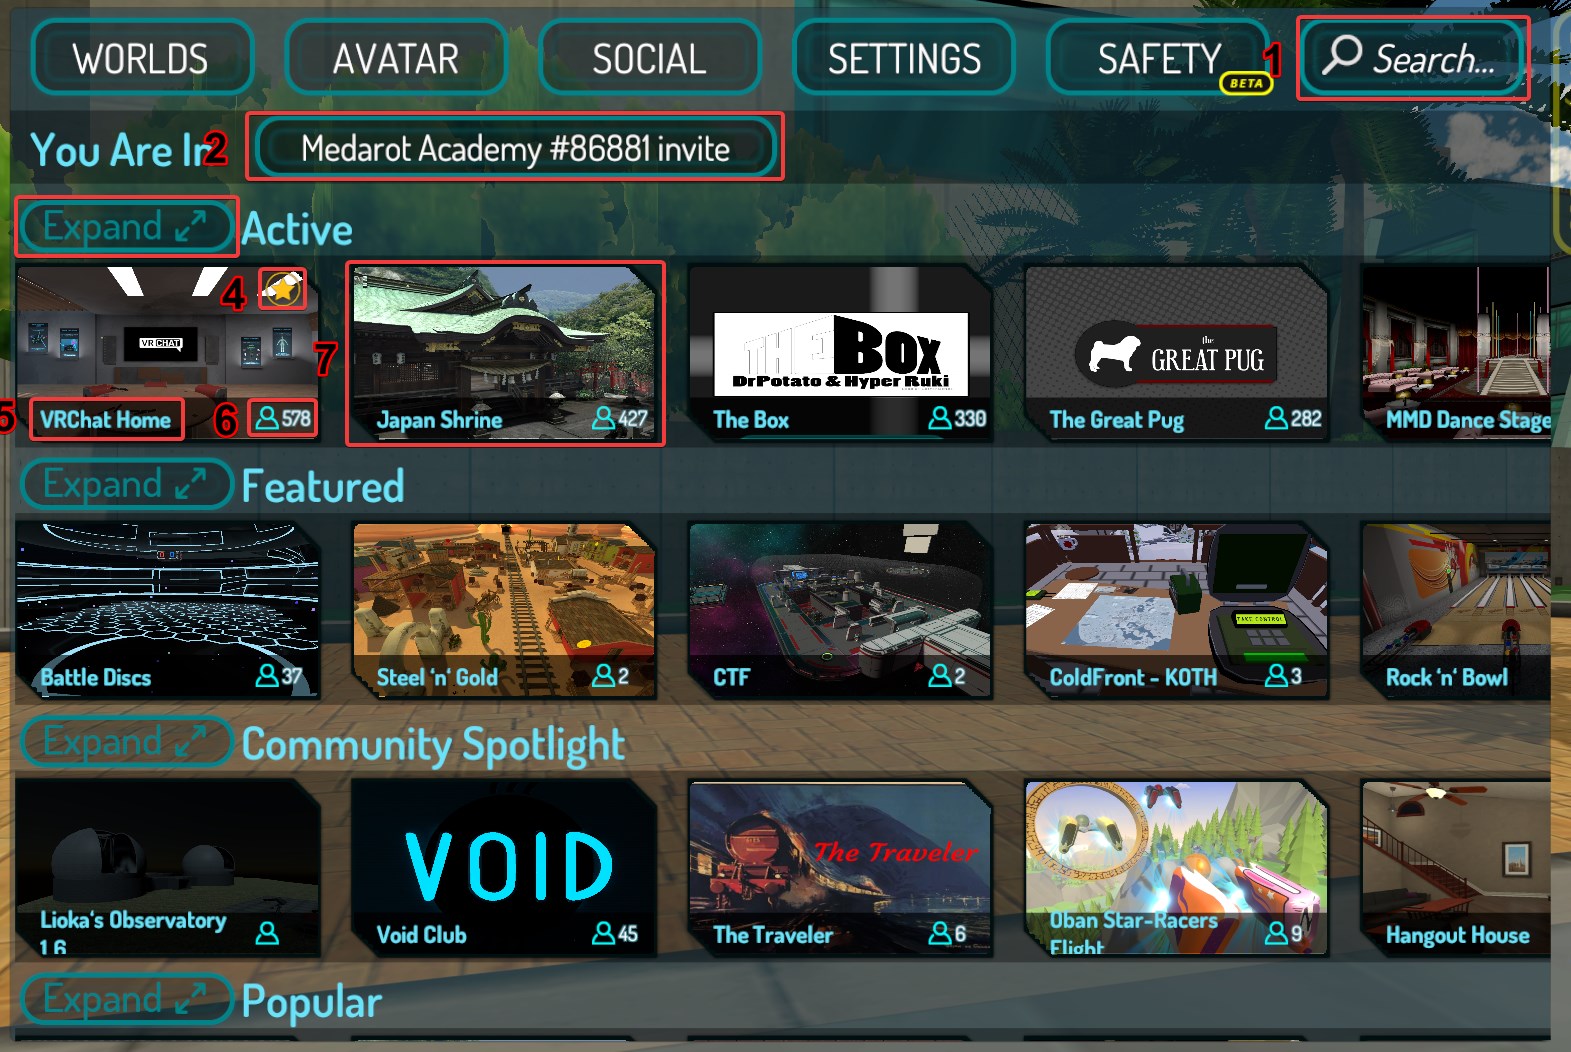 WORLDS AVATAR SOCIAL SETTINGS SAFETY BETA 1 Search...
You Are In 2 Medarot Academy #86881 invite
Expand Active
4
VRCHAT
7
5 VRChat Home 6 578
Japan Shrine 427
THE BOX
DrPotato & Hyper Ruki
The Box 330
the
GREAT PUG
The Great Pug 282
MMD Dance Stage
Expand Featured
Battle Discs 37
Steel 'n' Gold 2
CTF 2
TAKE CONTROL
ColdFront - KOTH 3
Rock 'n' Bowl
Expand Community Spotlight
Lioka's Observatory
1.6
VOID
Void Club 45
The Traveler
The Traveler 6
Oban Star-Racers
Flight 9
Hangout House
Expand Popular